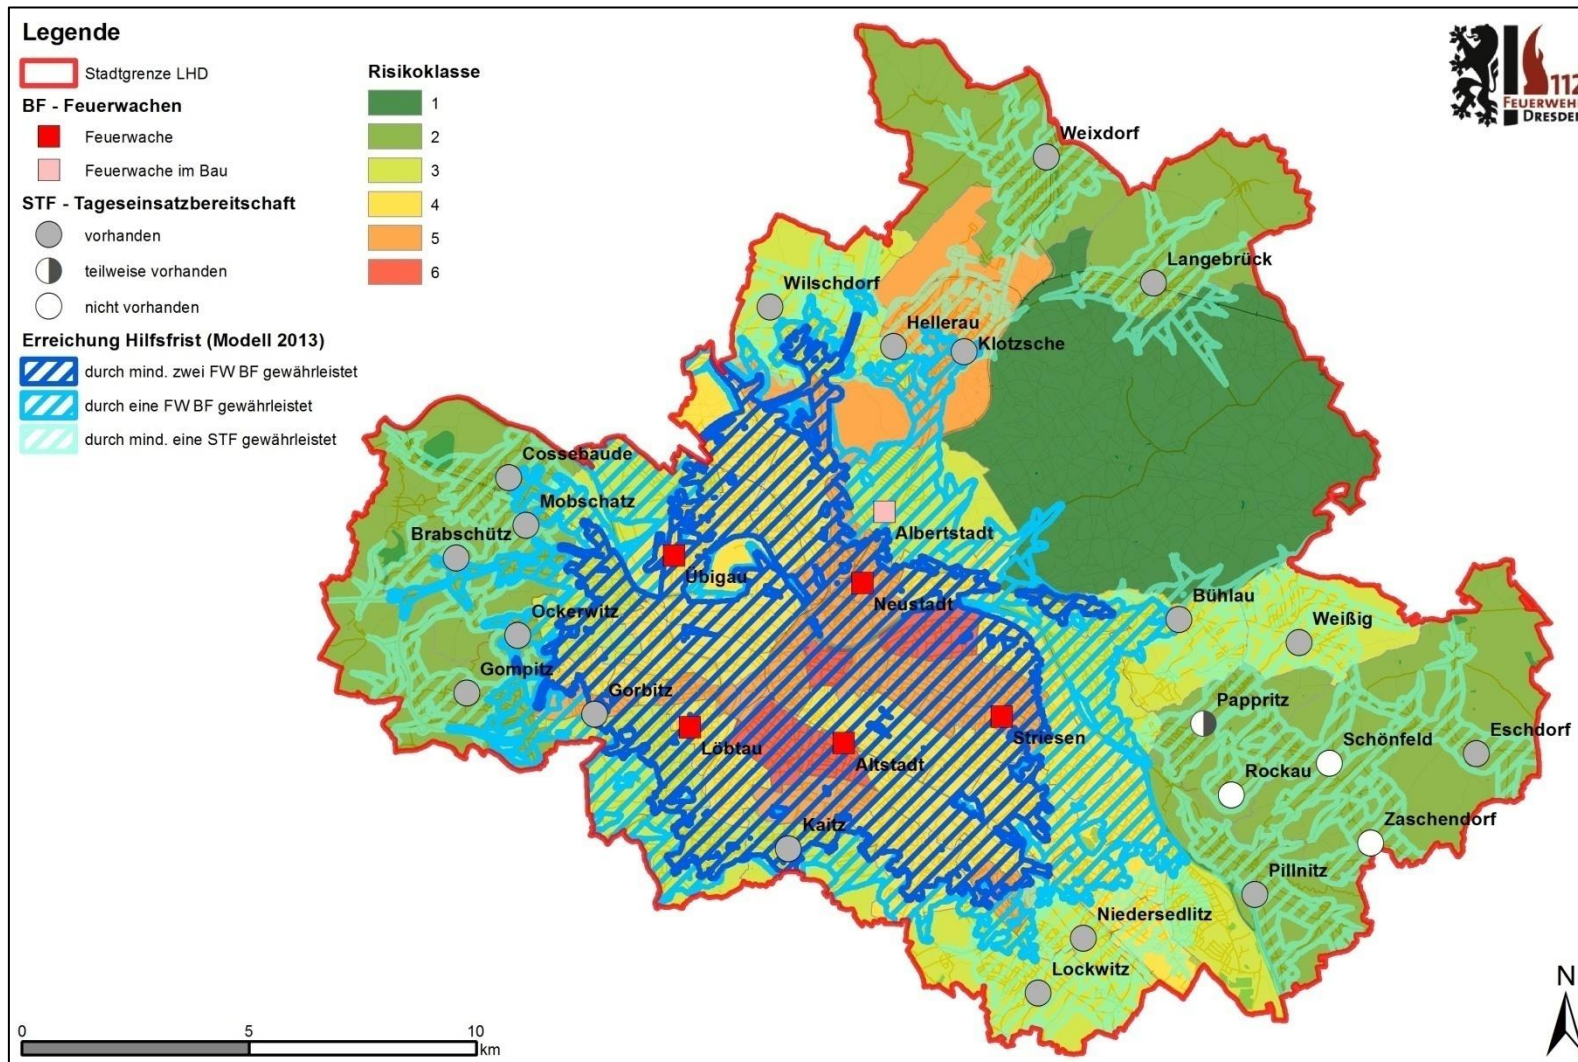 Legende
Stadtgrenze LHD
BF - Feuerwachen
Feuerwache
Feuerwache im Bau
STF - Tageseinsatzbereitschaft
vorhanden
teilweise vorhanden
nicht vorhanden
Erreichung Hilfsfrist (Modell 2013)
durch mind. zwei FW BF gewährleistet
durch eine FW BF gewährleistet
durch mind. eine STF gewährleistet
Risikoklasse
1
2
3
4
5
6
112
FEUERWEHR
DRESDEN
Weixdorf
Langebrück
Wilschdorf
Hellerau
Klotzsche
Cossebaude
Mobschatz
Brabschütz
Albertstadt
Übigau
Neustadt
Bühlau
Ockerwitz
Weißig
Gompitz
Gorbitz
Pappritz
Löbtau
Altstadt
Striesen
Schönfeld
Eschdorf
Rockau
Kaitz
Zaschendorf
Pillnitz
Niedersedlitz
Lockwitz
0 5 10
km
N